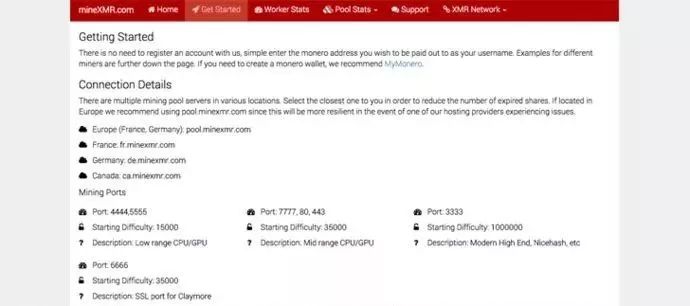 mineXMR.com Home Get Started Worker Stats Pool Stats Support XMR Network
Getting Started
There is no need to register an account with us, simple enter the monero address you wish to be paid out to as your username. Examples for different
miners are further down the page. If you need to create a monero wallet, we recommend MyMonero.
Connection Details
There are multiple mining pool servers in various locations. Select the closest one to you in order to reduce the number of expired shares. If located in
Europe we recommend using pool.minexmr.com since this will be more resilient in the event of one of our hosting providers experiencing issues.
Europe (France, Germany): pool.minexmr.com
France: fr.minexmr.com
Germany: de.minexmr.com
Canada: ca.minexmr.com
Mining Ports
Port: 4444,5555 Port: 7777, 80, 443 Port: 3333
Starting Difficulty: 15000 Starting Difficulty: 35000 Starting Difficulty: 1000000
? Description: Low range CPU/GPU ? Description: Mid range CPU/GPU ? Description: Modern High End, Nicehash, etc
Port: 6666
Starting Difficulty: 35000
? Description: SSL port for Claymore